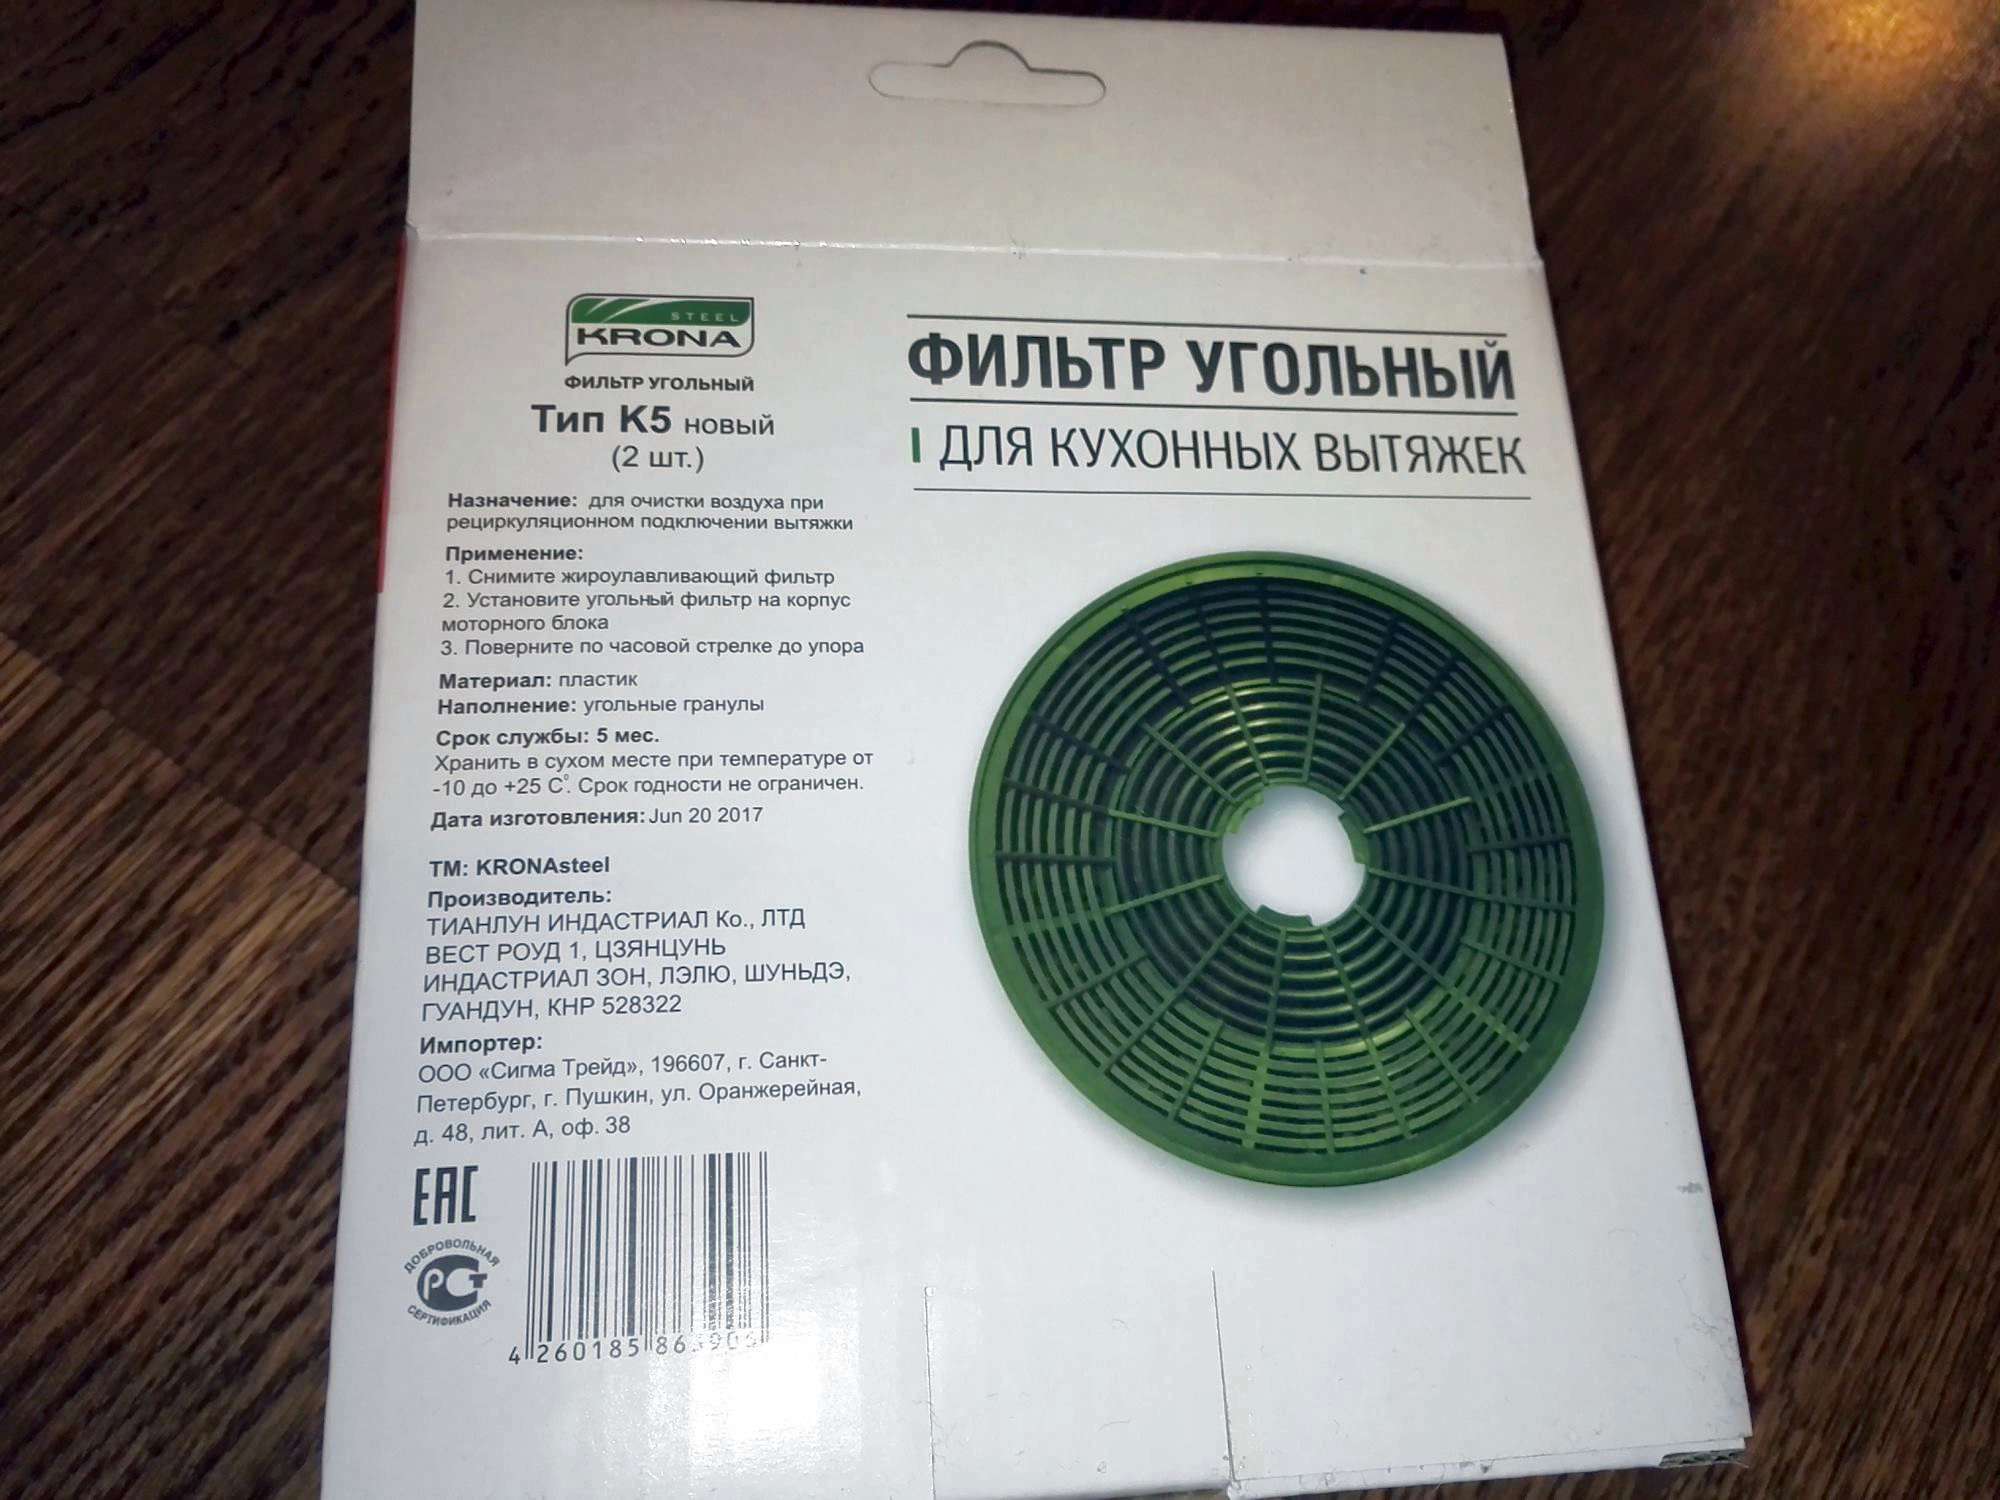 STEEL
KRONA
ФИЛЬТР УГОЛЬНЫЙ
Тип К5 новый
(2 шт.)
Назначение: для очистки воздуха при
рециркуляционном подключении вытяжки
Применение:
1. Снимите жироулавливающий фильтр
2. Установите угольный фильтр на корпус
моторного блока
3. Поверните по часовой стрелке до упора
Материал: пластик
Наполнение: угольные гранулы
Срок службы: 5 мес.
Хранить в сухом месте при температуре от
-10 до +25 С°. Срок годности не ограничен.
Дата изготовления: Jun 20 2017
ТМ: KRONAsteel
Производитель:
ТИАНЛУН ИНДАСТРИАЛ Ко., ЛТД
ВЕСТ РОУД 1, ЦЗЯНЦУНЬ
ИНДАСТРИАЛ ЗОН, ЛЭЛЮ, ШУНЬДЭ,
ГУАНДУН, КНР 528322
Импортер:
ООО «Сигма Трейд», 196607, г. Санкт-
Петербург, г. Пушкин, ул. Оранжерейная,
д. 48, лит. А, оф. 38
EAC
ДОБРОВОЛЬНАЯ
РСТ
СЕРТИФИКАЦИЯ
4 260185
ФИЛЬТР УГОЛЬНЫЙ
ДЛЯ КУХОННЫХ ВЫТЯЖЕК